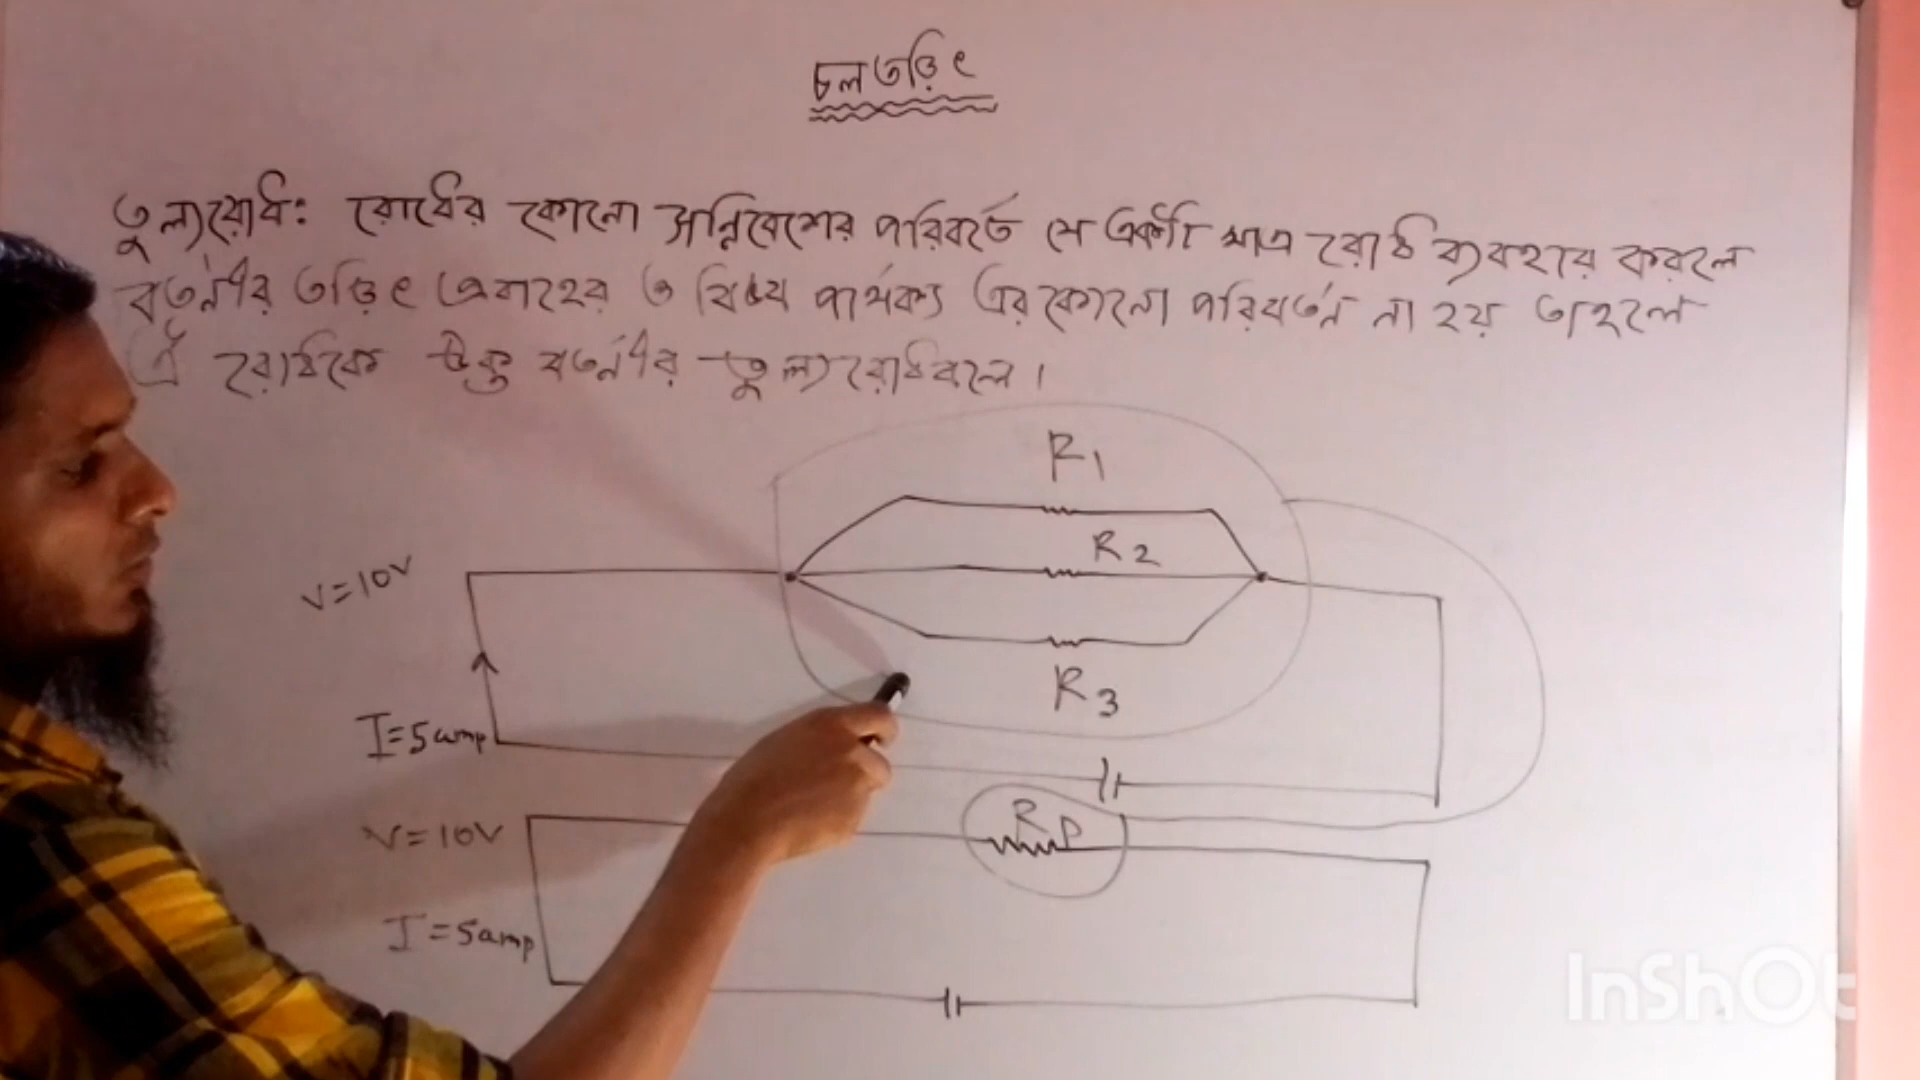 চল তড়িৎ
তুল্যরোধ: রোধের কোনো সন্নিবেশের পরিবর্তে যে একটি মাত্র রোধ ব্যবহার করলে
বর্তনীর তড়িৎ প্রবাহের ও বিভব পার্থক্য এর কোনো পরিবর্তন না হয় তাহলে
ঐ রোধকে উক্ত বর্তনীর তুল্যরোধ বলে।
R1
R2
V=10V
R3
I=5amp
RP
V=10V
I=5amp
InShOt